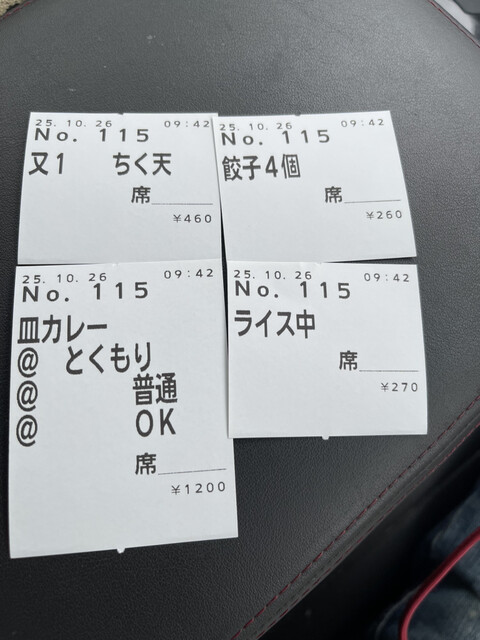 25.10.26 09:42
No. 115
又1 ちく天
席
¥460
25.10.26 09:42
No. 115
餃子4個
席
¥260
25.10.26 09:42
No. 115
皿カレー
@ とくもり
@ 普通
@ OK
席
¥1200
25.10.26 09:42
No. 115
ライス中
席
¥270